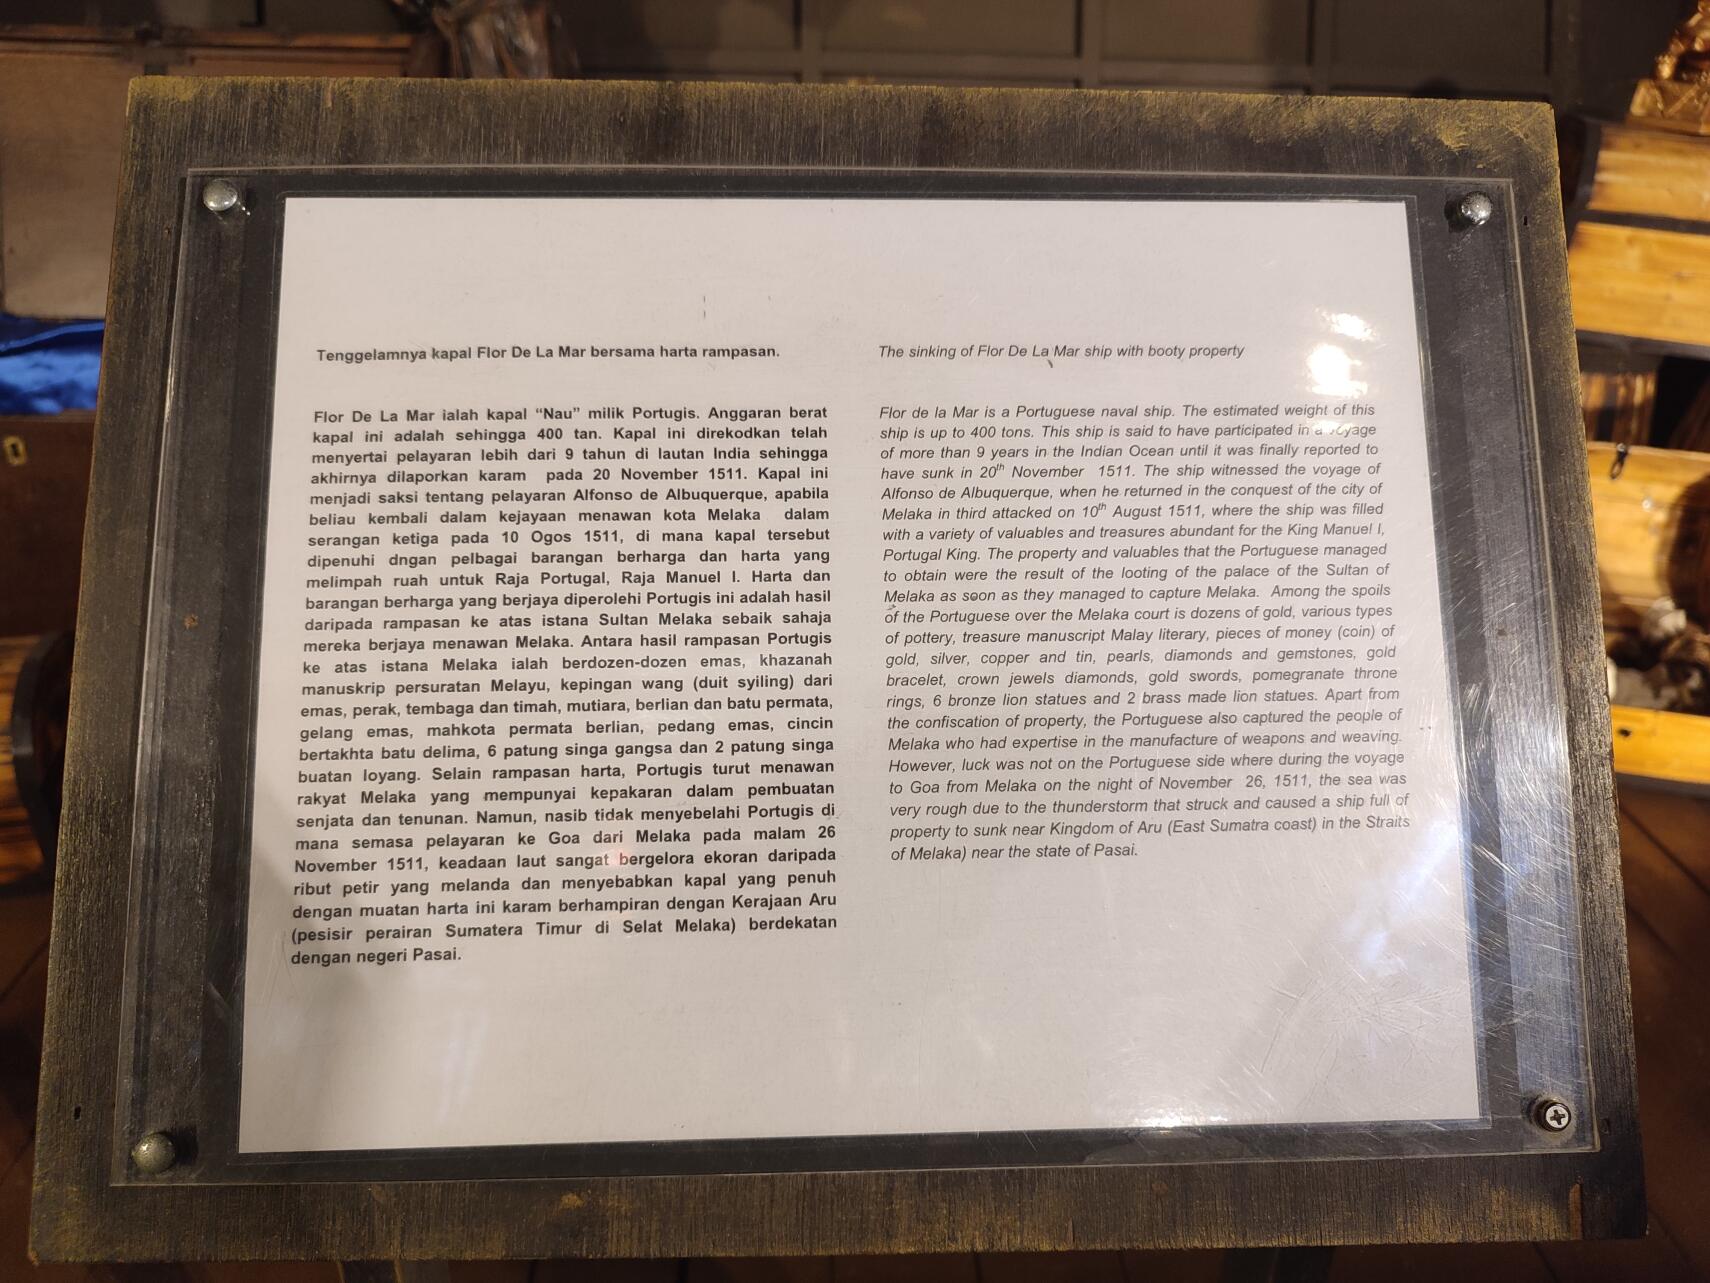 Tenggelamnya kapal Flor De La Mar bersama harta rampasan.
Flor De La Mar ialah kapal “Nau” milik Portugis. Anggaran berat
kapal ini adalah sehingga 400 tan. Kapal ini direkodkan telah
menyertai pelayaran lebih dari 9 tahun di lautan India sehingga
akhirnya dilaporkan karam pada 20 November 1511. Kapal ini
menjadi saksi tentang pelayaran Alfonso de Albuquerque, apabila
beliau kembali dalam kejayaan menawan kota Melaka dalam
serangan ketiga pada 10 Ogos 1511, di mana kapal tersebut
dipenuhi dngan pelbagai barangan berharga dan harta yang
melimpah ruah untuk Raja Portugal, Raja Manuel I. Harta dan
barangan berharga yang berjaya diperolehi Portugis ini adalah hasil
daripada rampasan ke atas istana Sultan Melaka sebaik sahaja
mereka berjaya menawan Melaka. Antara hasil rampasan Portugis
ke atas istana Melaka ialah berdozen-dozen emas, khazanah
manuskrip persuratan Melayu, kepingan wang (duit syiling) dari
emas, perak, tembaga dan timah, mutiara, berlian dan batu permata,
gelang emas, mahkota permata berlian, pedang emas, cincin
bertakhta batu delima, 6 patung singa gangsa dan 2 patung singa
buatan loyang. Selain rampasan harta, Portugis turut menawan
rakyat Melaka yang mempunyai kepakaran dalam pembuatan
senjata dan tenunan. Namun, nasib tidak menyebelahi Portugis di
mana semasa pelayaran ke Goa dari Melaka pada malam 26
November 1511, keadaan laut sangat bergelora ekoran daripada
ribut petir yang melanda dan menyebabkan kapal yang penuh
dengan muatan harta ini karam berhampiran dengan Kerajaan Aru
(pesisir perairan Sumatera Timur di Selat Melaka) berdekatan
dengan negeri Pasai.
The sinking of Flor De La Mar ship with booty property
Flor de la Mar is a Portuguese naval ship. The estimated weight of this
ship is up to 400 tons. This ship is said to have participated in a voyage
of more than 9 years in the Indian Ocean until it was finally reported to
have sunk in 20th November 1511. The ship witnessed the voyage of
Alfonso de Albuquerque, when he returned in the conquest of the city of
Melaka in third attacked on 10th August 1511, where the ship was filled
with a variety of valuables and treasures abundant for the King Manuel I,
Portugal King. The property and valuables that the Portuguese managed
to obtain were the result of the looting of the palace of the Sultan of
Melaka as soon as they managed to capture Melaka. Among the spoils
of the Portuguese over the Melaka court is dozens of gold, various types
of pottery, treasure manuscript Malay literary, pieces of money (coin) of
gold, silver, copper and tin, pearls, diamonds and gemstones, gold
bracelet, crown jewels diamonds, gold swords, pomegranate throne
rings, 6 bronze lion statues and 2 brass made lion statues. Apart from
the confiscation of property, the Portuguese also captured the people of
Melaka who had expertise in the manufacture of weapons and weaving.
However, luck was not on the Portuguese side where during the voyage
to Goa from Melaka on the night of November 26, 1511, the sea was
very rough due to the thunderstorm that struck and caused a ship full of
property to sunk near Kingdom of Aru (East Sumatra coast) in the Straits
of Melaka) near the state of Pasai.